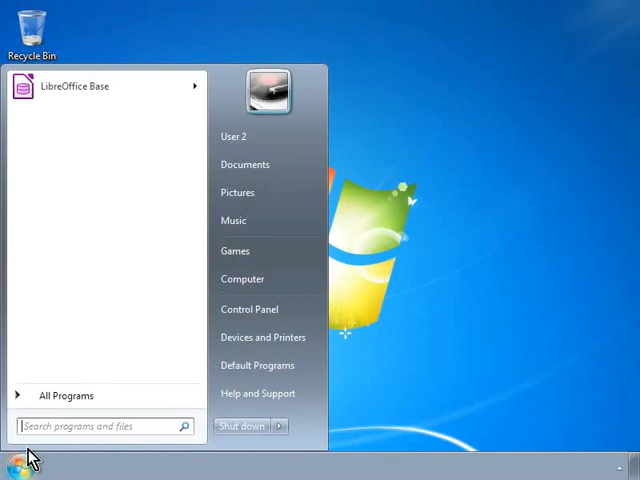 Recycle Bin
LibreOffice Base
User 2
Documents
Pictures
Music
Games
Computer
Control Panel
Devices and Printers
Default Programs
Help and Support
All Programs
Search programs and files
Shut down